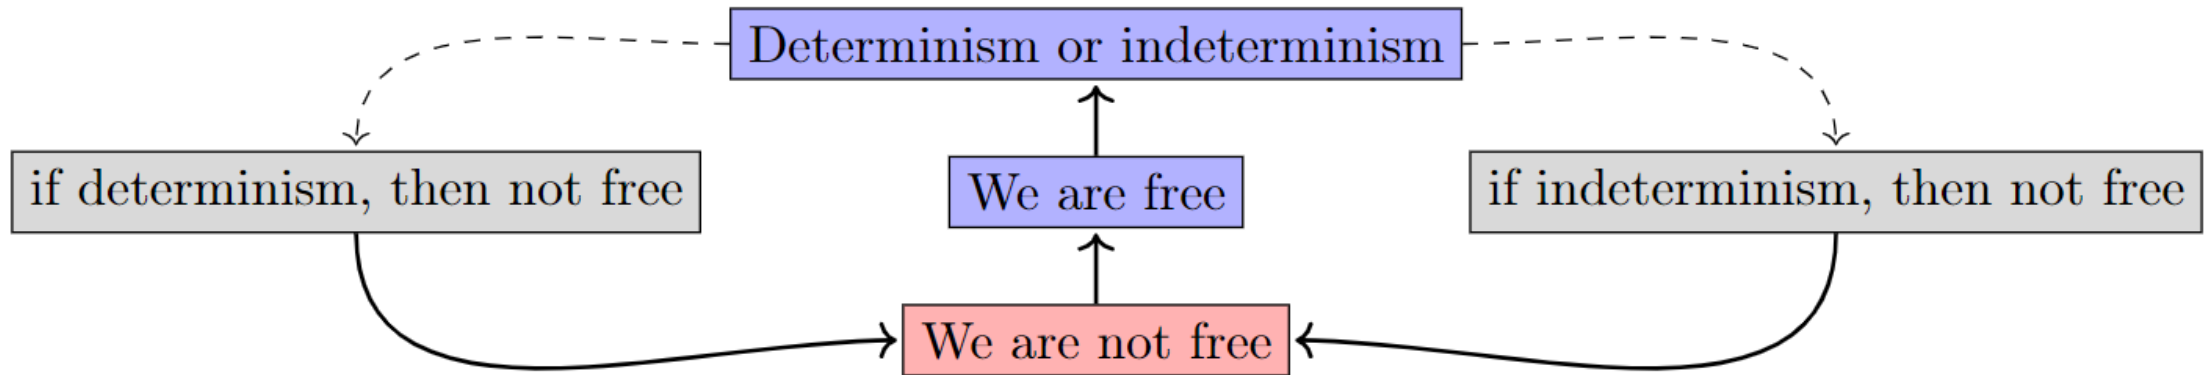 Determinism or indeterminism
if determinism, then not free
We are free
if indeterminism, then not free
We are not free